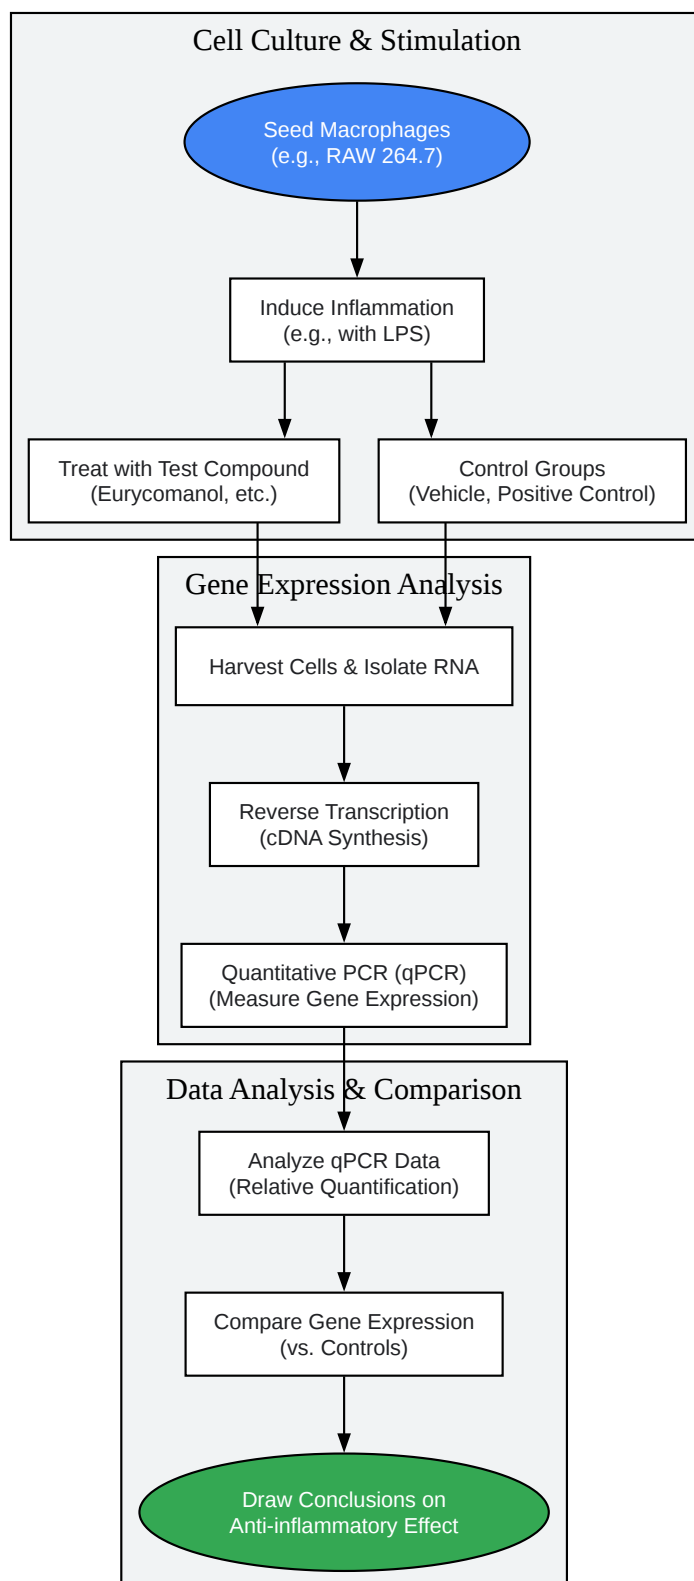 Cell Culture & Stimulation
Seed Macrophages
(e.g., RAW 264.7)
Induce Inflammation
(e.g., with LPS)
Treat with Test Compound
(Eurycomanol, etc.)
Control Groups
(Vehicle, Positive Control)
Gene Expression Analysis
Harvest Cells & Isolate RNA
Reverse Transcription
(cDNA Synthesis)
Quantitative PCR (qPCR)
(Measure Gene Expression)
Data Analysis & Comparison
Analyze qPCR Data
(Relative Quantification)
Compare Gene Expression
(vs. Controls)
Draw Conclusions on
Anti-inflammatory Effect